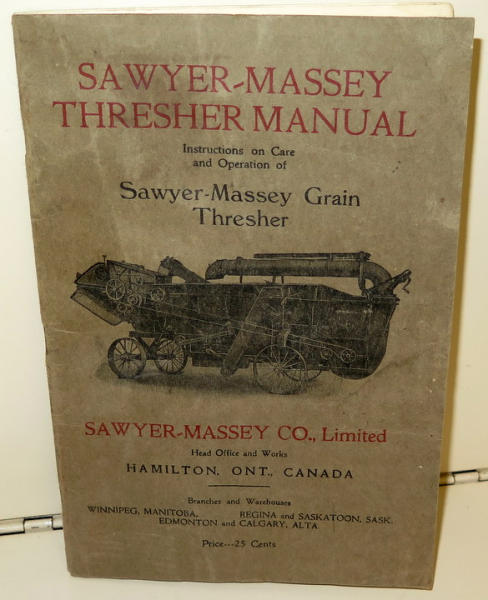 SAWYER-MASSEY
THRESHER MANUAL
Instructions on Care
and Operation of
Sawyer-Massey Grain
Thresher
SAWYER-MASSEY CO., Limited
Head Office and Works
HAMILTON, ONT., CANADA
Branches and Warehouses
WINNIPEG, MANITOBA, REGINA and SASKATOON, SASK.
EDMONTON and CALGARY, ALTA.
Price---25 Cents